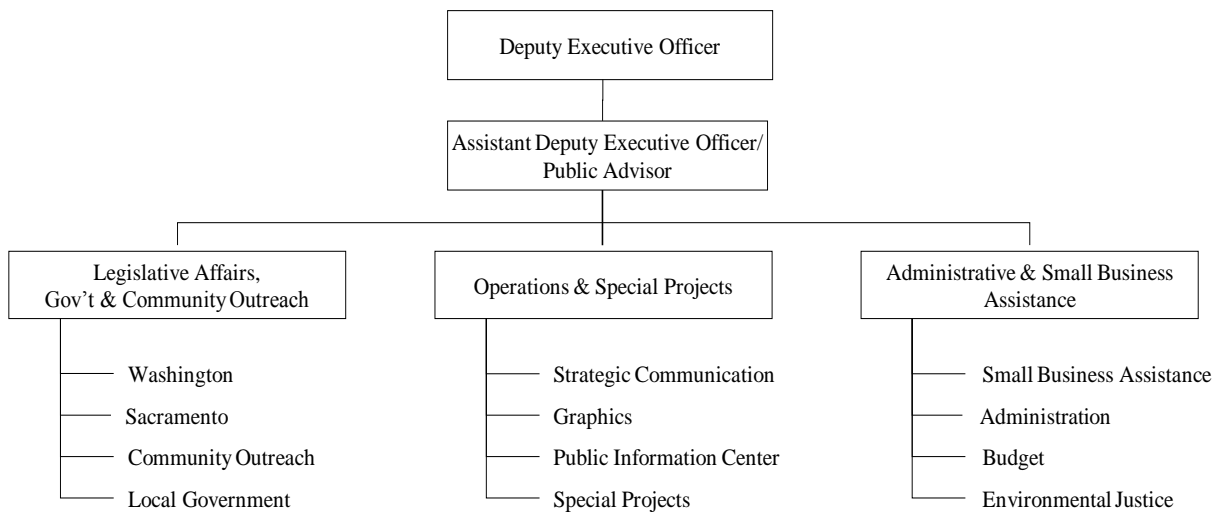 Deputy Executive Officer
Assistant Deputy Executive Officer/
Public Advisor
Legislative Affairs,
Gov't & Community Outreach
Operations & Special Projects
Administrative & Small Business
Assistance
Washington
Sacramento
Community Outreach
Local Government
Strategic Communication
Graphics
Public Information Center
Special Projects
Small Business Assistance
Administration
Budget
Environmental Justice